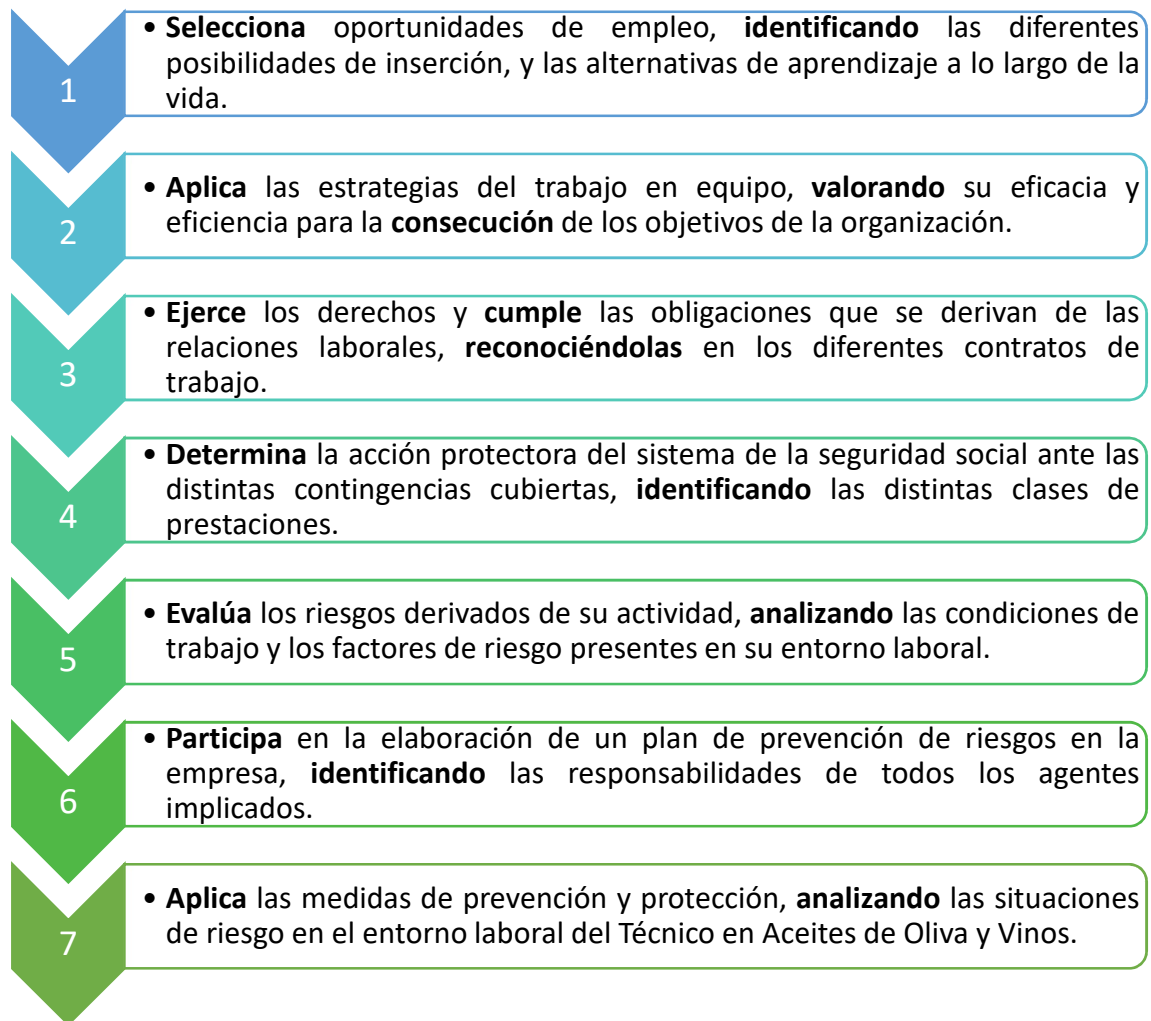 1
• Selecciona oportunidades de empleo, identificando las diferentes
posibilidades de inserción, y las alternativas de aprendizaje a lo largo de la
vida.
2
• Aplica las estrategias del trabajo en equipo, valorando su eficacia y
eficiencia para la consecución de los objetivos de la organización.
3
• Ejerce los derechos y cumple las obligaciones que se derivan de las
relaciones laborales, reconociéndolas en los diferentes contratos de
trabajo.
4
• Determina la acción protectora del sistema de la seguridad social ante las
distintas contingencias cubiertas, identificando las distintas clases de
prestaciones.
5
• Evalúa los riesgos derivados de su actividad, analizando las condiciones de
trabajo y los factores de riesgo presentes en su entorno laboral.
6
• Participa en la elaboración de un plan de prevención de riesgos en la
empresa, identificando las responsabilidades de todos los agentes
implicados.
7
• Aplica las medidas de prevención y protección, analizando las situaciones
de riesgo en el entorno laboral del Técnico en Aceites de Oliva y Vinos.